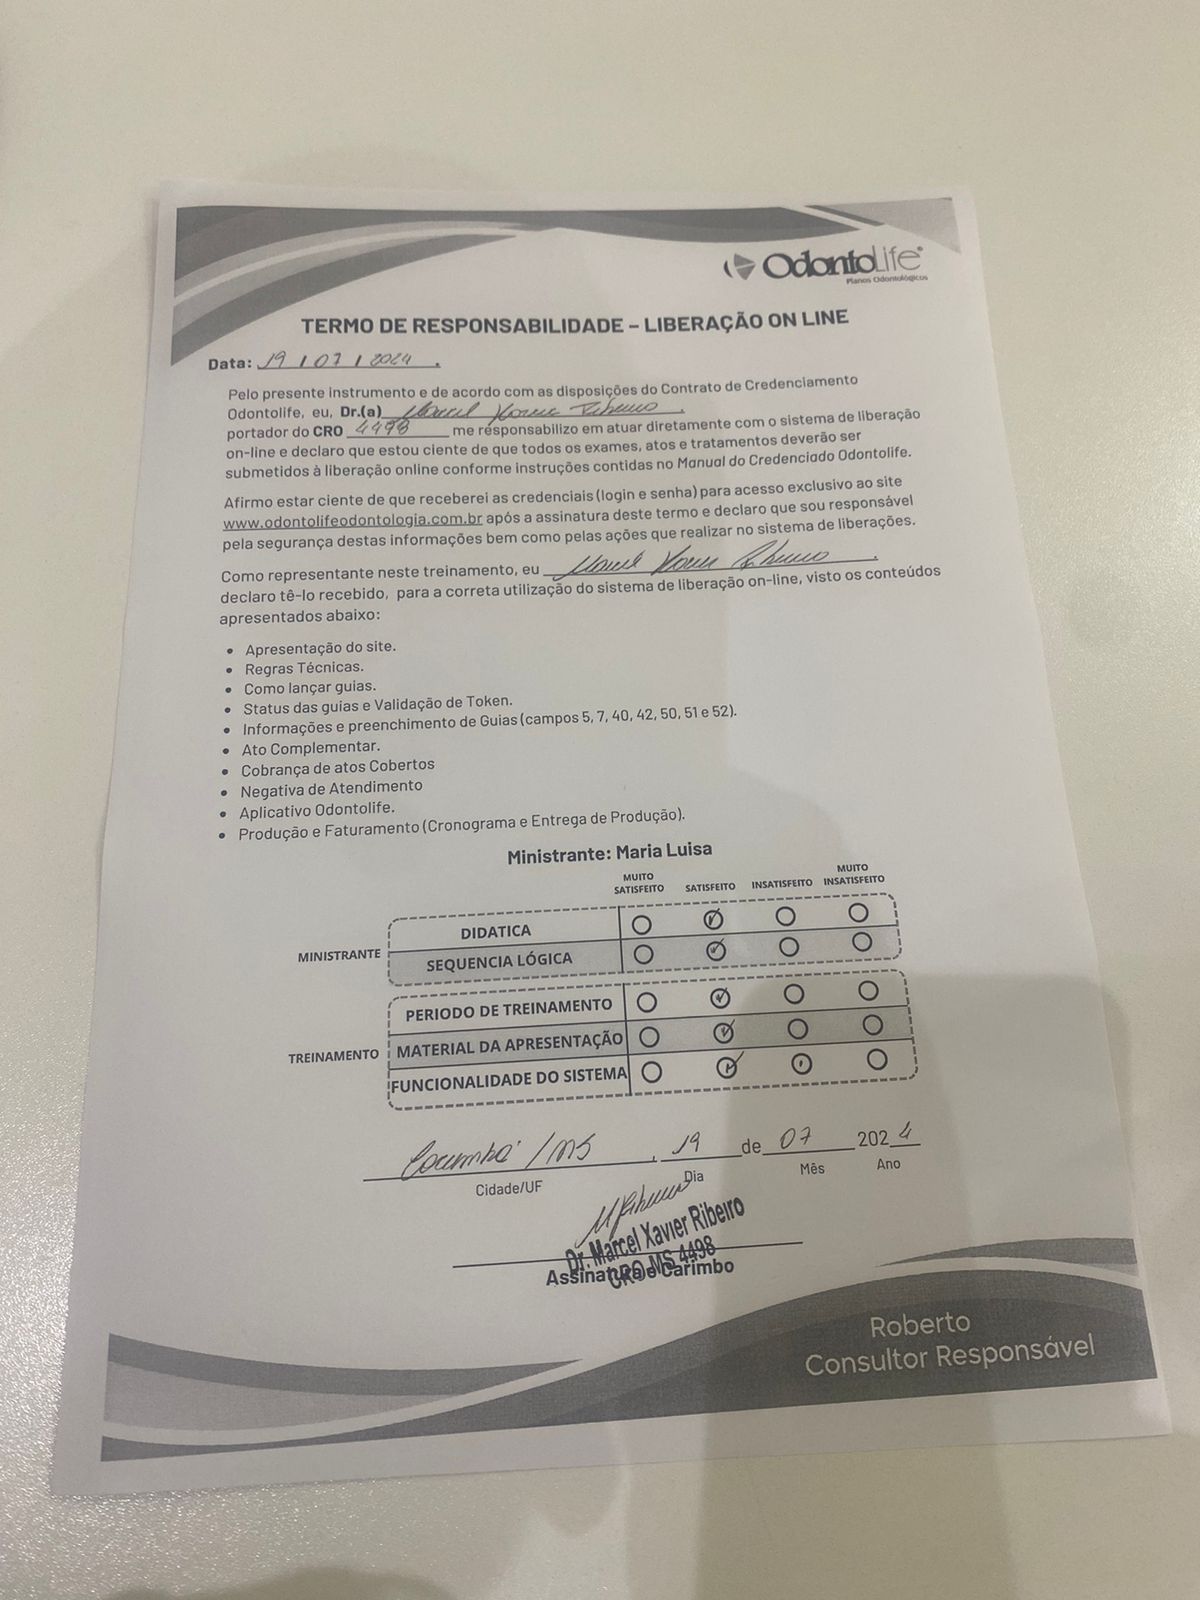 OdontoLife®
Planos Odontológicos
TERMO DE RESPONSABILIDADE – LIBERAÇÃO ON LINE
Data: 19 / 07 / 2024 .
Pelo presente instrumento e de acordo com as disposições do Contrato de Credenciamento
Odontolife, eu, Dr.(a) Marcel Xavier Ribeiro .
portador do CRO 4498 me responsabilizo em atuar diretamente com o sistema de liberação
on-line e declaro que estou ciente de que todos os exames, atos e tratamentos deverão ser
submetidos à liberação online conforme instruções contidas no Manual do Credenciado Odontolife.
Afirmo estar ciente de que receberei as credenciais (login e senha) para acesso exclusivo ao site
www.odontolifeodontologia.com.br após a assinatura deste termo e declaro que sou responsável
pela segurança destas informações bem como pelas ações que realizar no sistema de liberações.
Como representante neste treinamento, eu Marcel Xavier Ribeiro .
declaro tê-lo recebido, para a correta utilização do sistema de liberação on-line, visto os conteúdos
apresentados abaixo:
• Apresentação do site.
• Regras Técnicas.
• Como lançar guias.
• Status das guias e Validação de Token.
• Informações e preenchimento de Guias (campos 5, 7, 40, 42, 50, 51 e 52).
• Ato Complementar.
• Cobrança de atos Cobertos
• Negativa de Atendimento
• Aplicativo Odontolife.
• Produção e Faturamento (Cronograma e Entrega de Produção).
Ministrante: Maria Luisa
MUITO SATISFEITO SATISFEITO INSATISFEITO MUITO INSATISFEITO
MINISTRANTE
DIDATICA
SEQUENCIA LÓGICA
TREINAMENTO
PERIODO DE TREINAMENTO
MATERIAL DA APRESENTAÇÃO
FUNCIONALIDADE DO SISTEMA
Corumbá / MS , 19 de 07 2024
Cidade/UF Dia Mês Ano
MRibeiro
Dr. Marcel Xavier Ribeiro
CRO-MS 4498
Assinatura e Carimbo
Roberto
Consultor Responsável